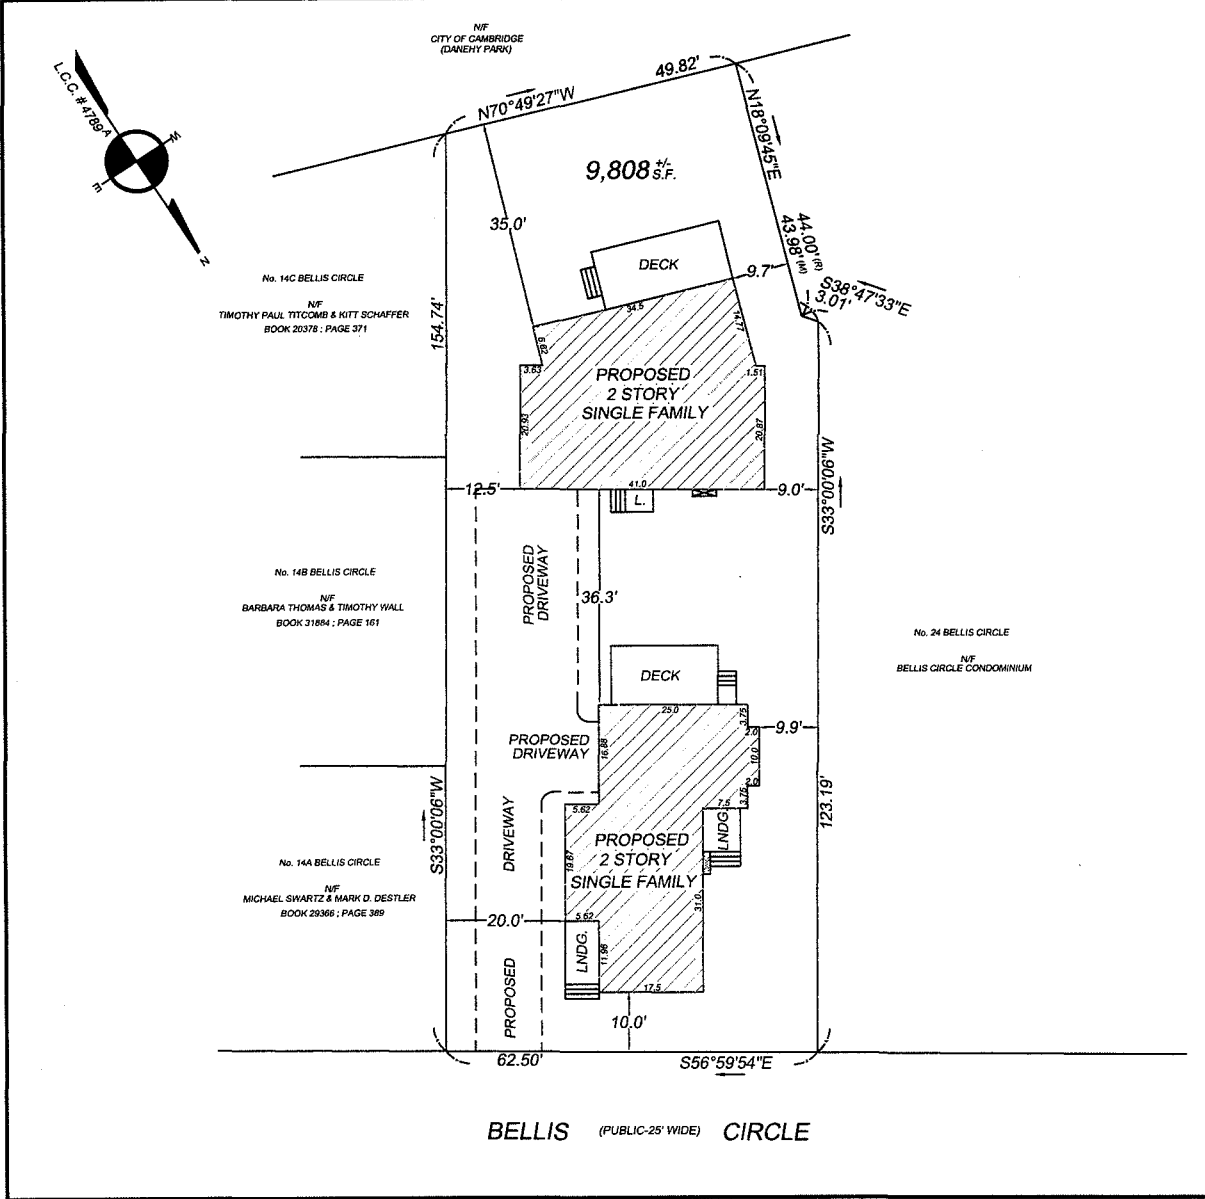 N/F
CITY OF CAMBRIDGE
(DANEHY PARK)
L.C.C. # 4789A
W
E
N
N70°49'27"W
49.82'
N18°09'45"E
9,808 +/- S.F.
35.0'
44.00' (R)
43.98' (M)
DECK
9.7'
S38°47'33"E
3.01'
No. 14C BELLIS CIRCLE
N/F
TIMOTHY PAUL TITCOMB & KITT SCHAFFER
BOOK 20378 ; PAGE 371
154.74'
34.5
14.77
6.62
3.63
1.51
PROPOSED
2 STORY
SINGLE FAMILY
20.93
20.87
S33°00'06"W
12.5'
41.0
9.0'
L.
PROPOSED
DRIVEWAY
36.3'
No. 14B BELLIS CIRCLE
N/F
BARBARA THOMAS & TIMOTHY WALL
BOOK 31884 ; PAGE 161
No. 24 BELLIS CIRCLE
N/F
BELLIS CIRCLE CONDOMINIUM
DECK
25.0
3.75
2.0
9.9'
PROPOSED
DRIVEWAY
16.88
10.0
2.0
3.75
7.5
123.19'
5.62
LNDG.
DRIVEWAY
S33°00'06"W
PROPOSED
2 STORY
SINGLE FAMILY
19.67
31.0
No. 14A BELLIS CIRCLE
N/F
MICHAEL SWARTZ & MARK D. DESTLER
BOOK 29366 ; PAGE 389
20.0'
5.62
LNDG.
11.96
PROPOSED
17.5
10.0'
62.50'
S56°59'54"E
BELLIS (PUBLIC-25' WIDE) CIRCLE